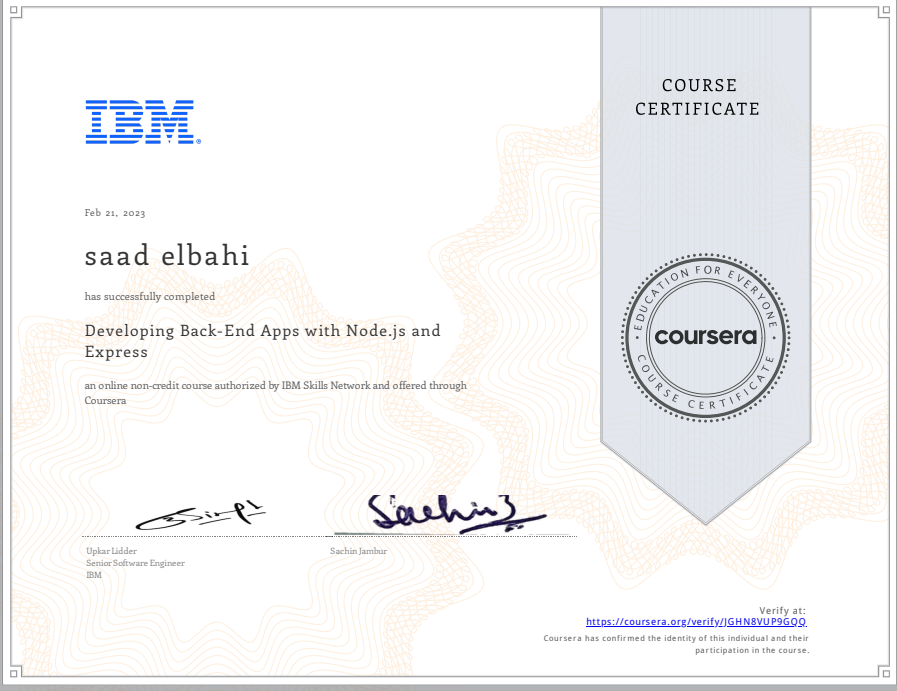 COURSE
CERTIFICATE
IBM®
Feb 21, 2023
saad elbahi
has successfully completed
Developing Back-End Apps with Node.js and
Express
an online non-credit course authorized by IBM Skills Network and offered through
Coursera
EDUCATION FOR EVERYONE
coursera
COURSE CERTIFICATE
Sachin
Upkar Lidder
Senior Software Engineer
IBM
Sachin Jambur
Verify at:
https://coursera.org/verify/JGHN8VUP9GQQ
Coursera has confirmed the identity of this individual and their
participation in the course.